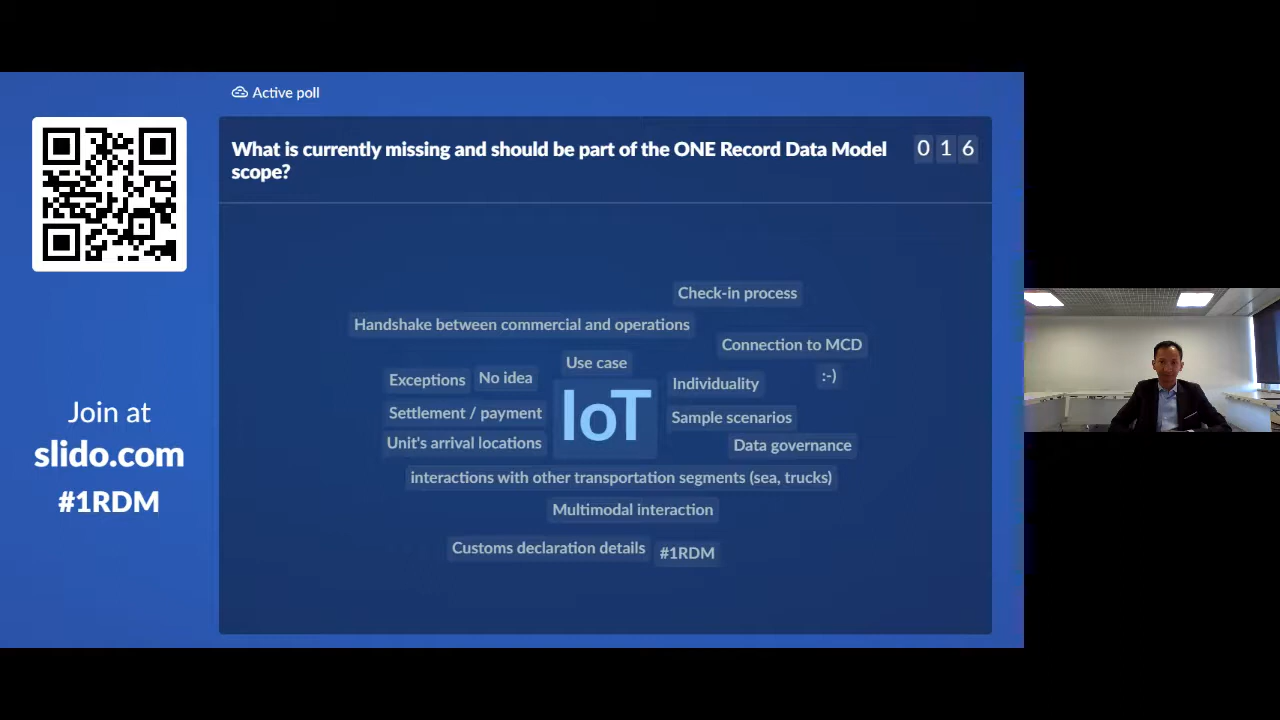 Active poll
What is currently missing and should be part of the ONE Record Data Model
scope?
016
Check-in process
Handshake between commercial and operations
Connection to MCD
Use case
Exceptions
No idea
Individuality
:-)
IoT
Settlement / payment
Sample scenarios
Unit's arrival locations
Data governance
interactions with other transportation segments (sea, trucks)
Multimodal interaction
Customs declaration details
#1RDM
Join at
slido.com
#1RDM